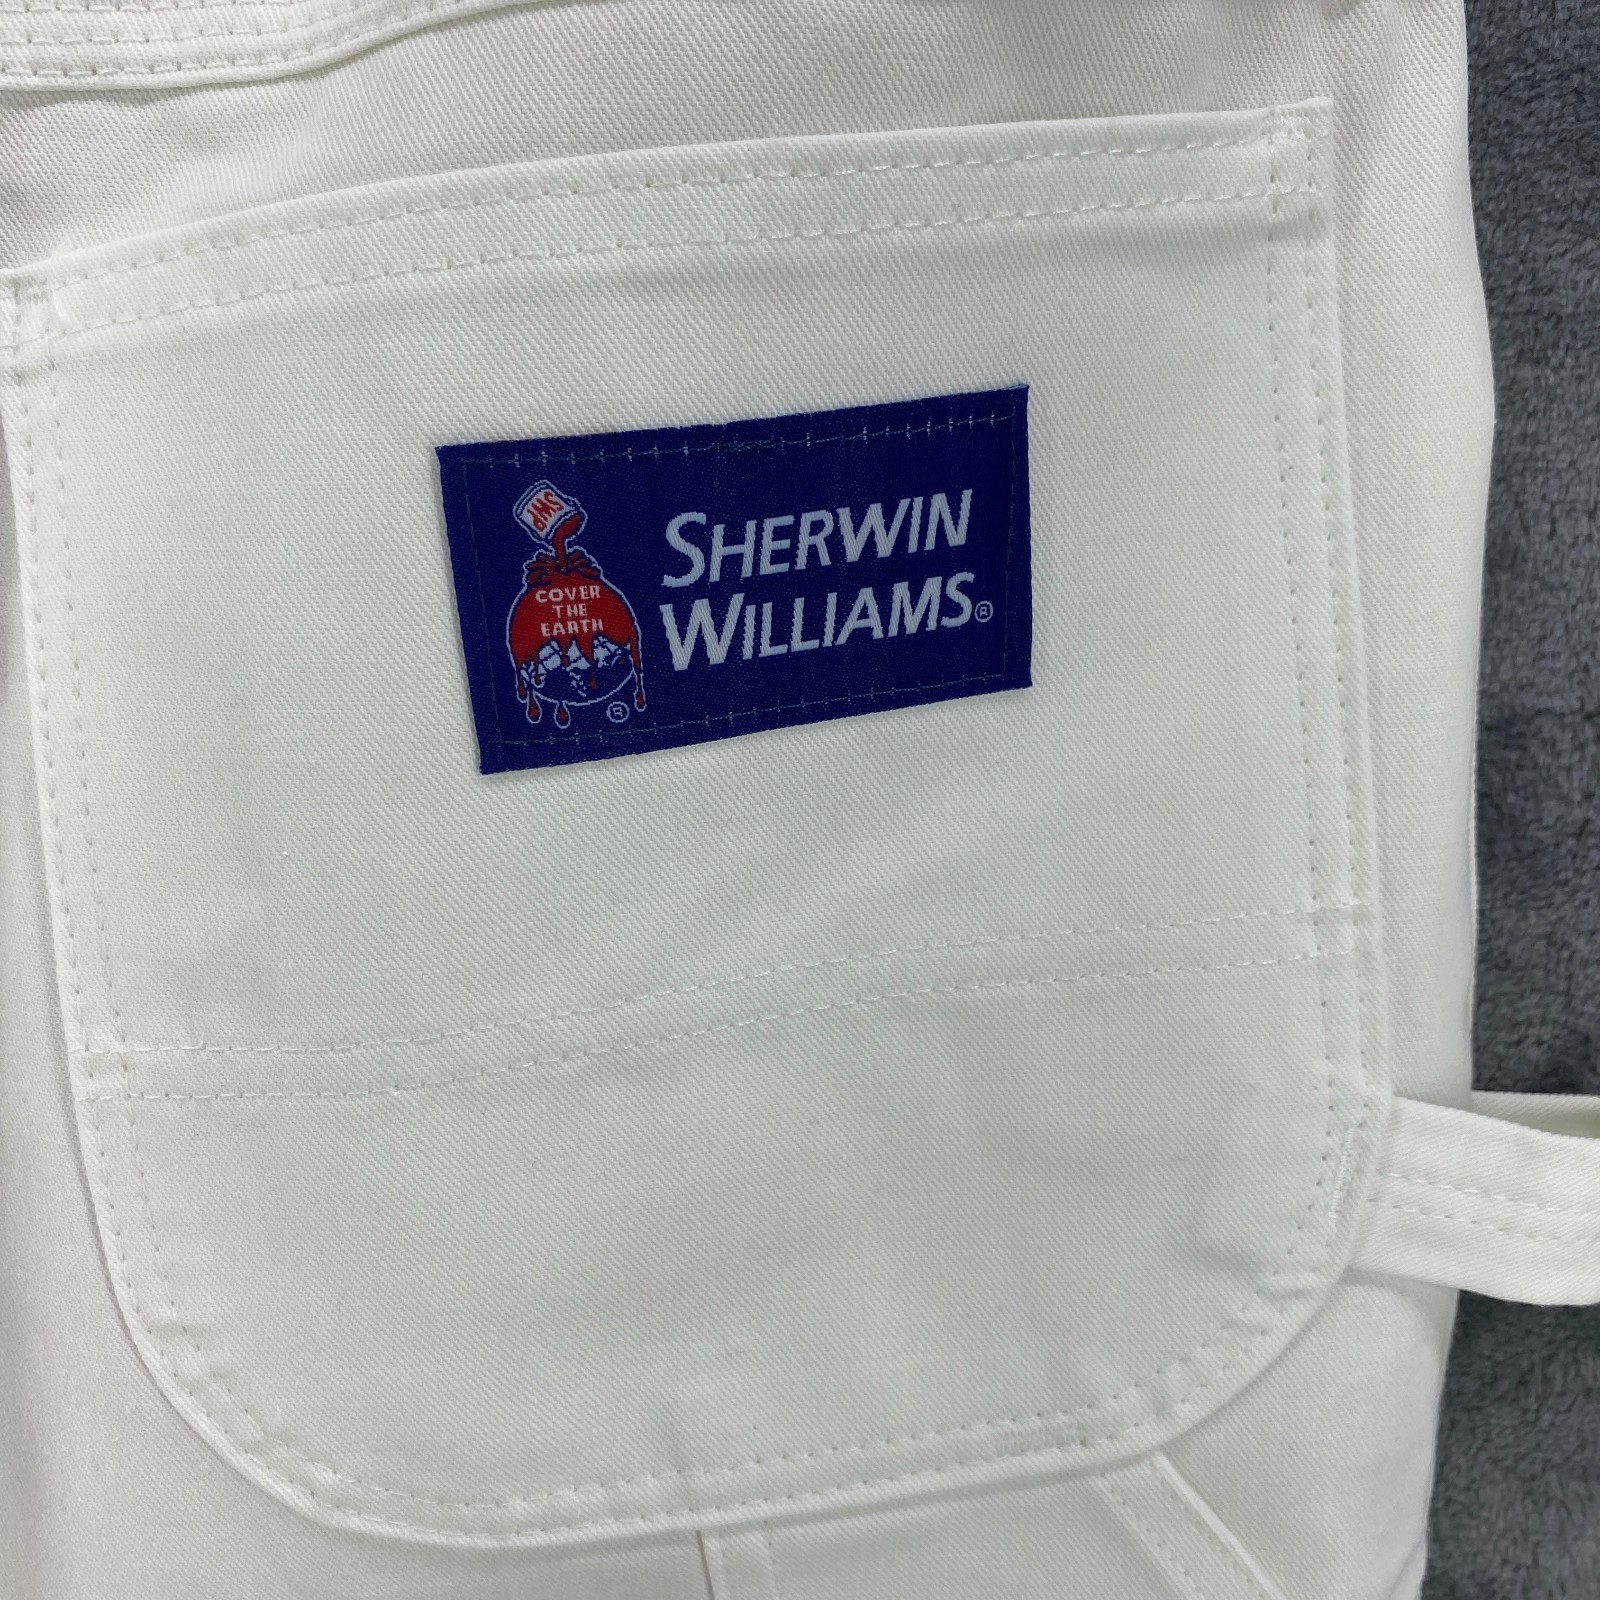 SWP
COVER
THE
EARTH
®
SHERWIN
WILLIAMS®